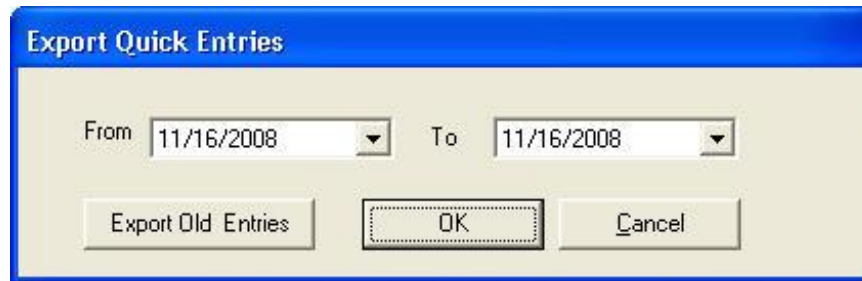 Export Quick Entries
From 11/16/2008 To 11/16/2008
Export Old Entries OK Cancel